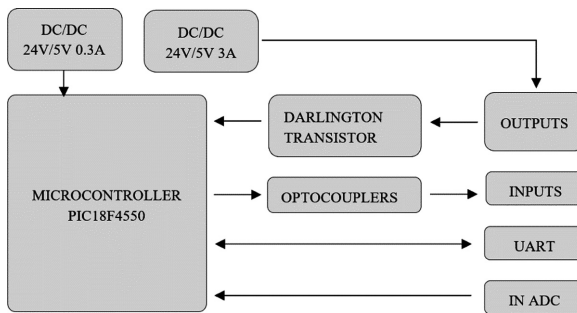 DC/DC
24V/5V 0.3A
DC/DC
24V/5V 3A
DARLINGTON
TRANSISTOR
OUTPUTS
MICROCONTROLLER
PIC18F4550
OPTOCOUPLERS
INPUTS
UART
IN ADC